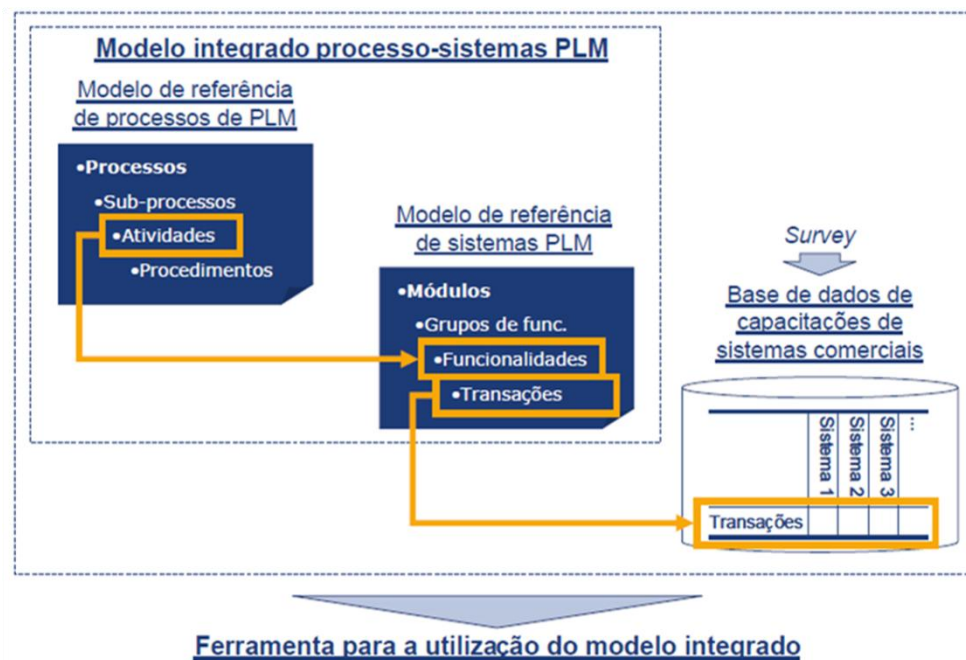 Modelo integrado processo-sistemas PLM
Modelo de referência
de processos de PLM
•Processos
•Sub-processos
•Atividades
•Procedimentos
Modelo de referência
de sistemas PLM
•Módulos
•Grupos de func.
•Funcionalidades
•Transações
Survey
Base de dados de
capacitações de
sistemas comerciais
Sistema 1
Sistema 2
Sistema 3
...
Transações
Ferramenta para a utilização do modelo integrado